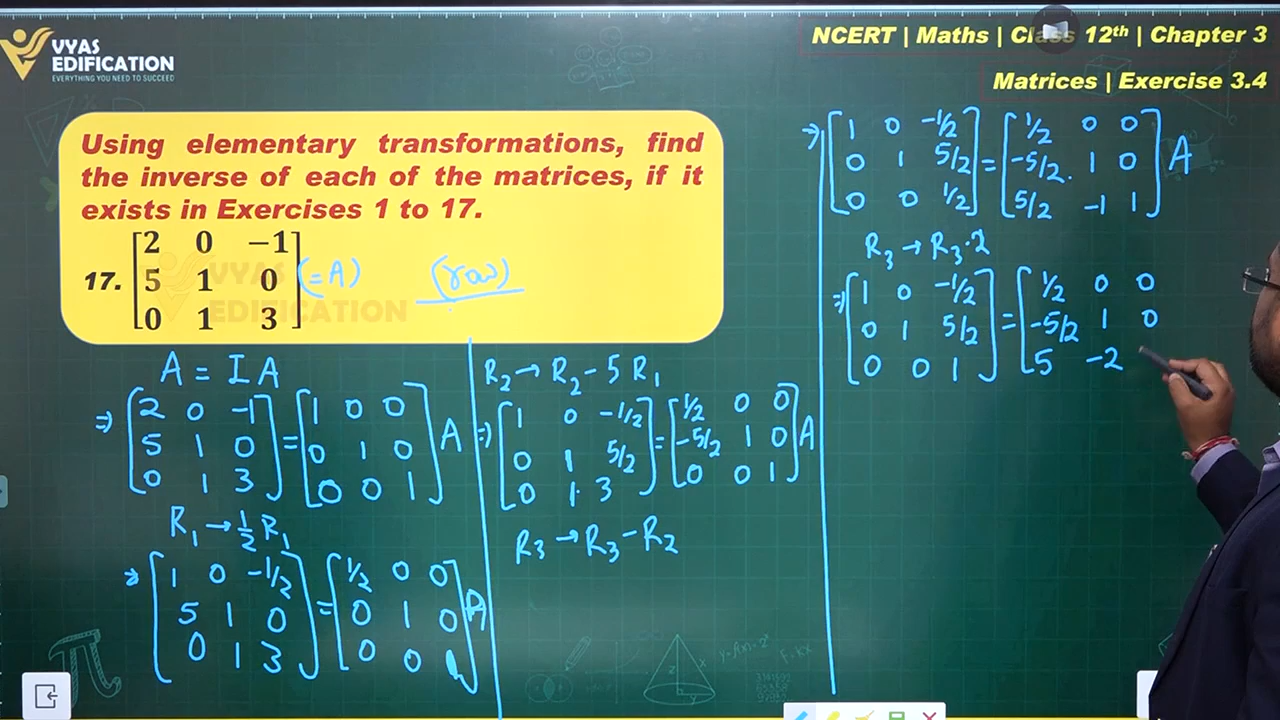 VYAS
EDIFICATION
EVERYTHING YOU NEED TO SUCCEED
NCERT | Maths | Class 12th | Chapter 3
Matrices | Exercise 3.4
Using elementary transformations, find
the inverse of each of the matrices, if it
exists in Exercises 1 to 17.
2 0 −1
17. 5 1 0 (=A) (row)
0 1 3
A = I A
⇒ [2 0 -1] = [1 0 0] A
[5 1 0] [0 1 0]
[0 1 3] [0 0 1]
R1 → 1/2 R1
⇒ [1 0 -1/2] = [1/2 0 0] A
[5 1 0] [0 1 0]
[0 1 3] [0 0 1]
R2 → R2 - 5 R1
⇒ [1 0 -1/2] = [1/2 0 0] A
[0 1 5/2] [-5/2 1 0]
[0 1 3] [0 0 1]
R3 → R3 - R2
⇒ [1 0 -1/2] = [1/2 0 0] A
[0 1 5/2] [-5/2 1 0]
[0 0 1/2] [5/2 -1 1]
R3 → R3·2
⇒ [1 0 -1/2] = [1/2 0 0
[0 1 5/2] [-5/2 1 0
[0 0 1] [5 -2